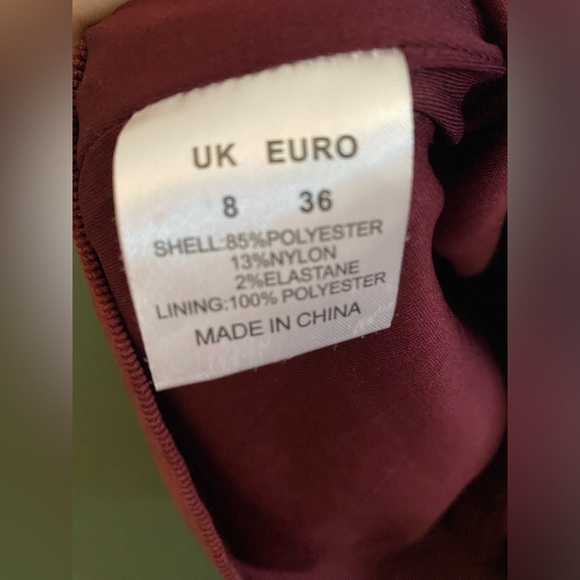 UK EURO
8 36
SHELL:85%POLYESTER
13%NYLON
2%ELASTANE
LINING:100% POLYESTER
MADE IN CHINA